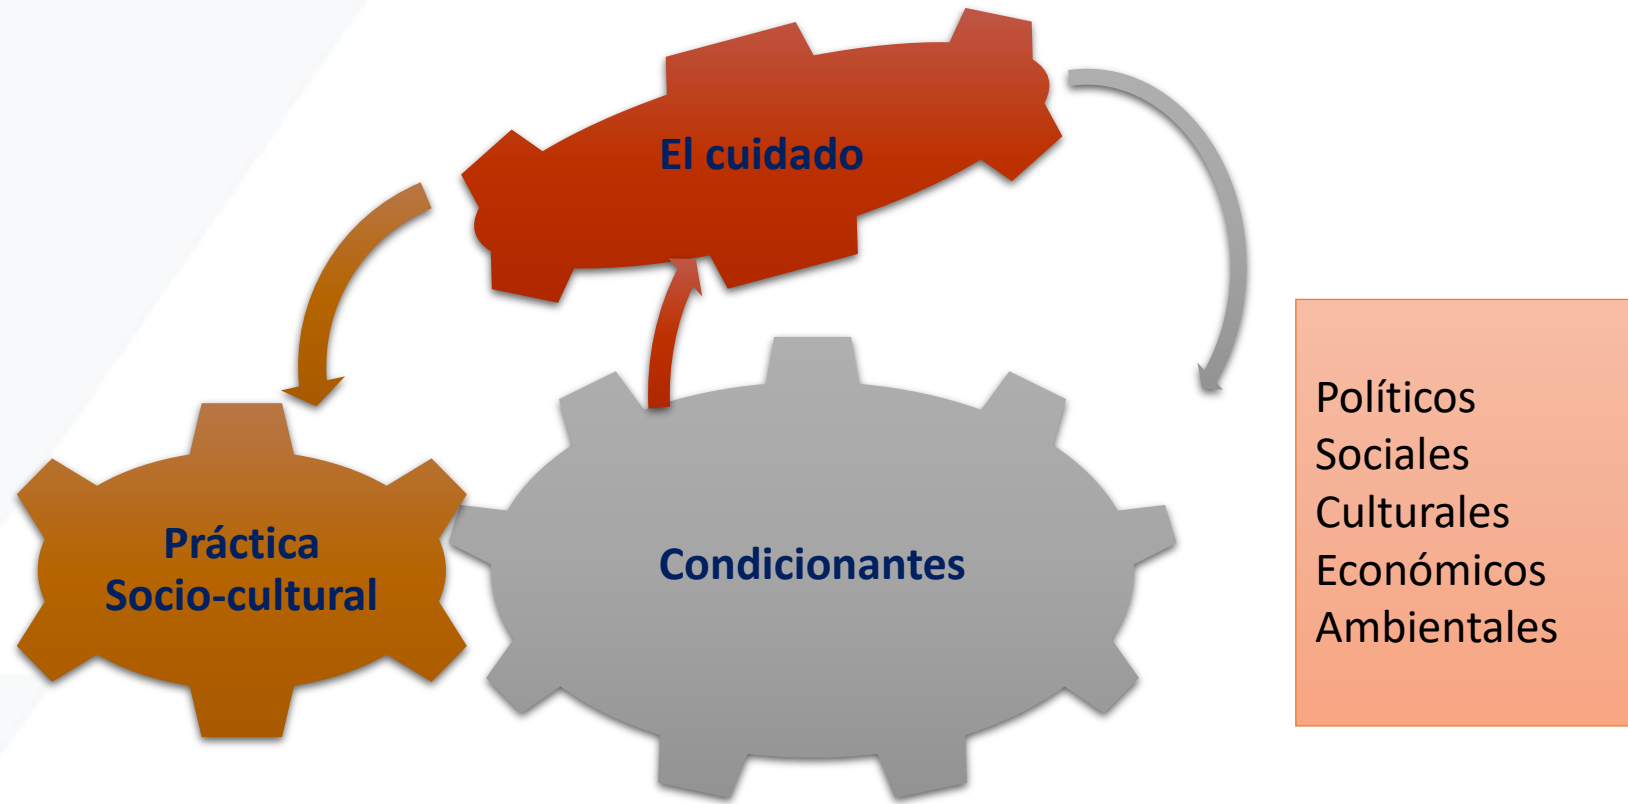 El cuidado
Práctica
Socio-cultural
Condicionantes
Políticos
Sociales
Culturales
Económicos
Ambientales